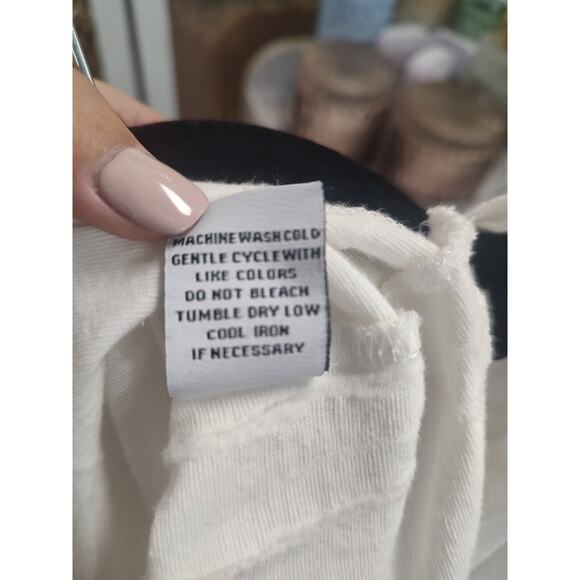 MACHINE WASH COLD
GENTLE CYCLE WITH
LIKE COLORS
DO NOT BLEACH
TUMBLE DRY LOW
COOL IRON
IF NECESSARY